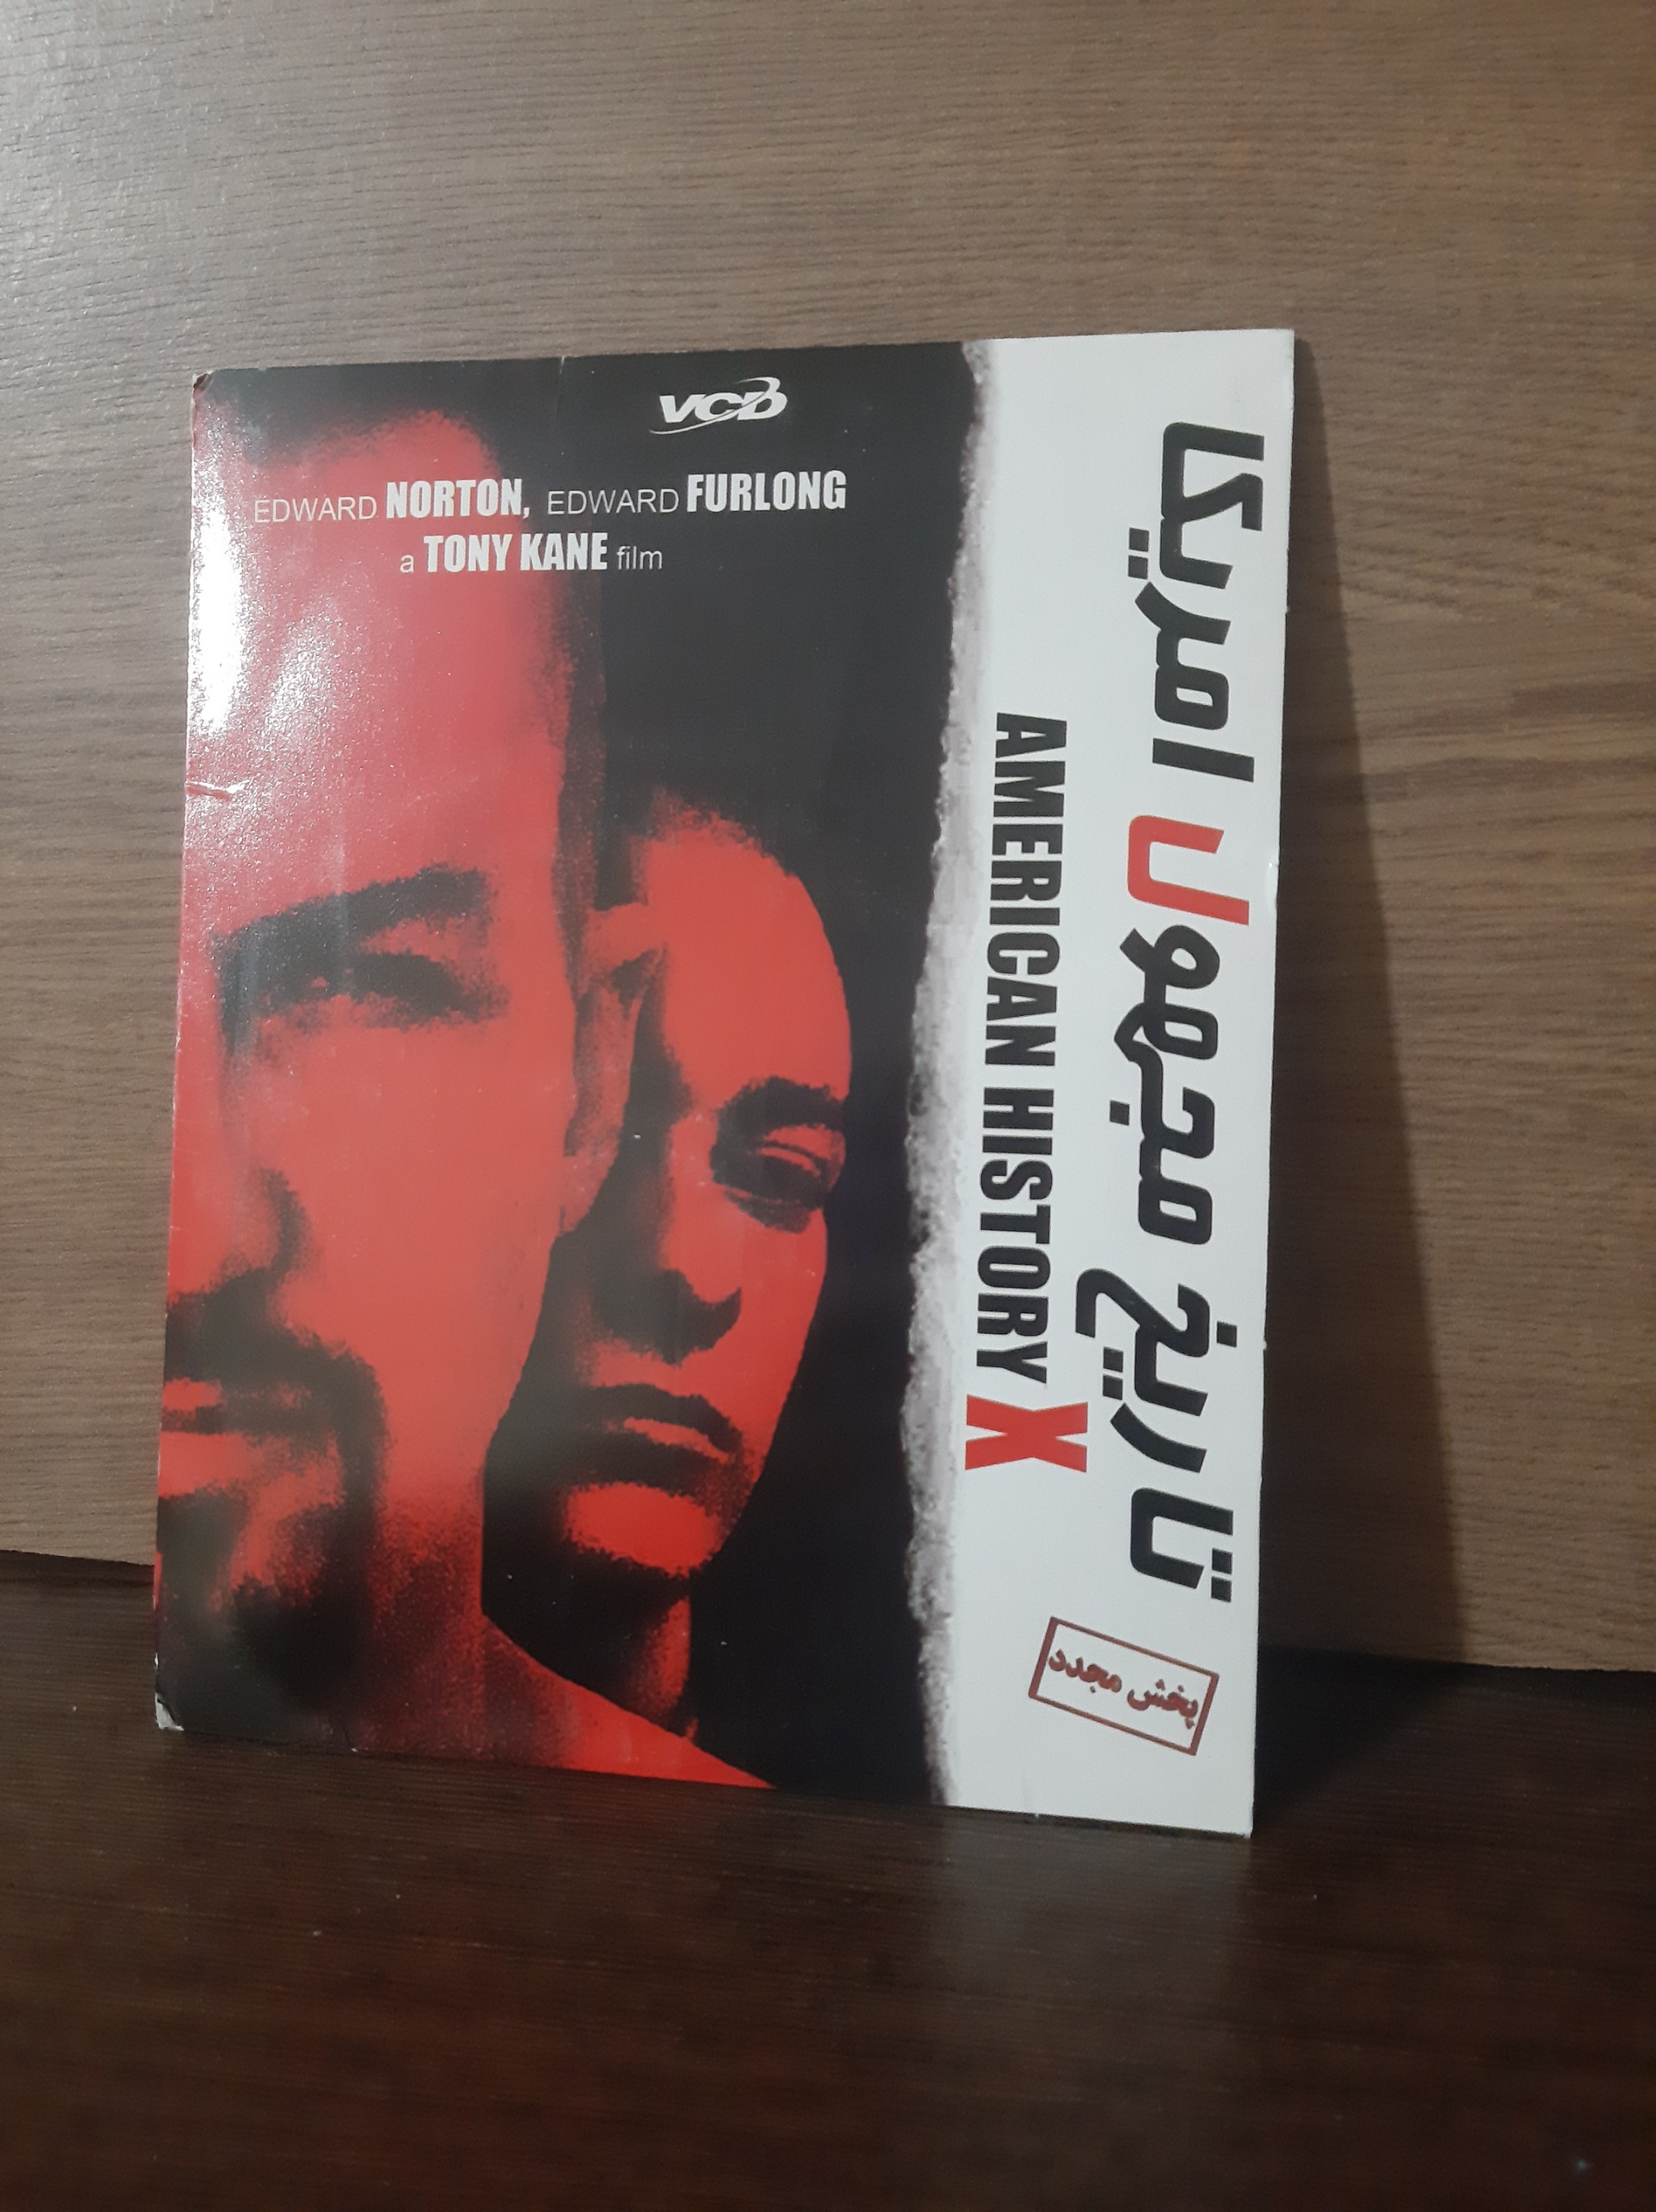 VCD
EDWARD NORTON, EDWARD FURLONG
a TONY KANE film
تاریخ مجهول امریکا
AMERICAN HISTORY X
پخش مجدد